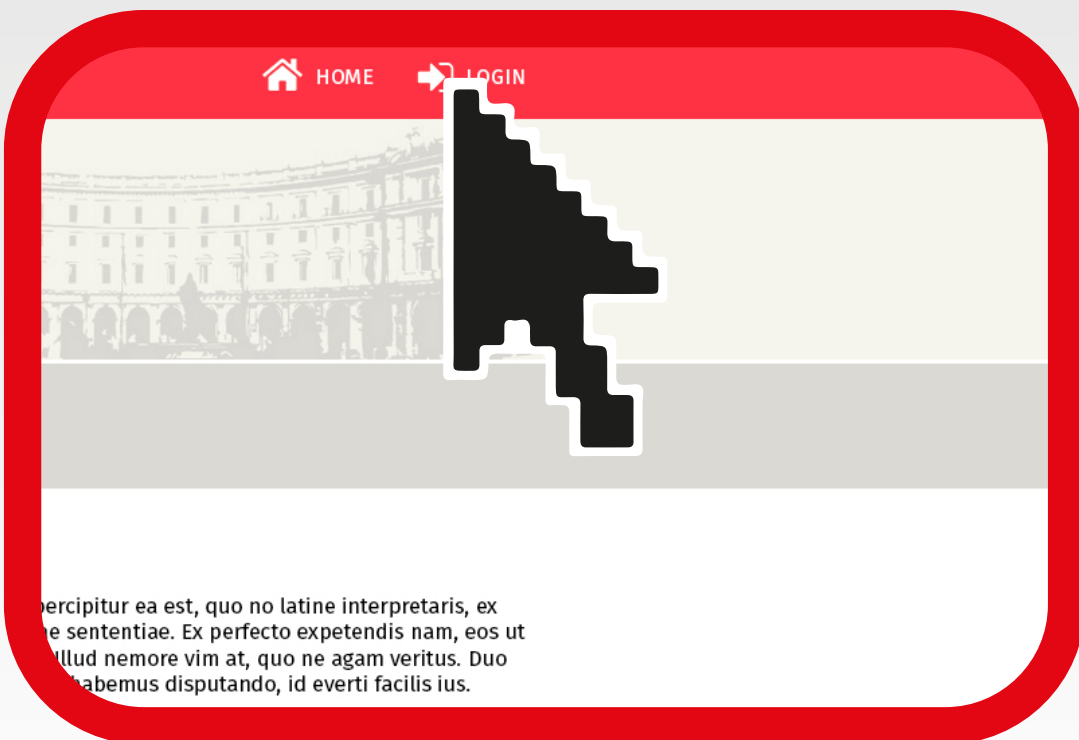 HOME LOGIN
percipitur ea est, quo no latine interpretaris, ex
ne sententiae. Ex perfecto expetendis nam, eos ut
Illud nemore vim at, quo ne agam veritus. Duo
habemus disputando, id everti facilis ius.